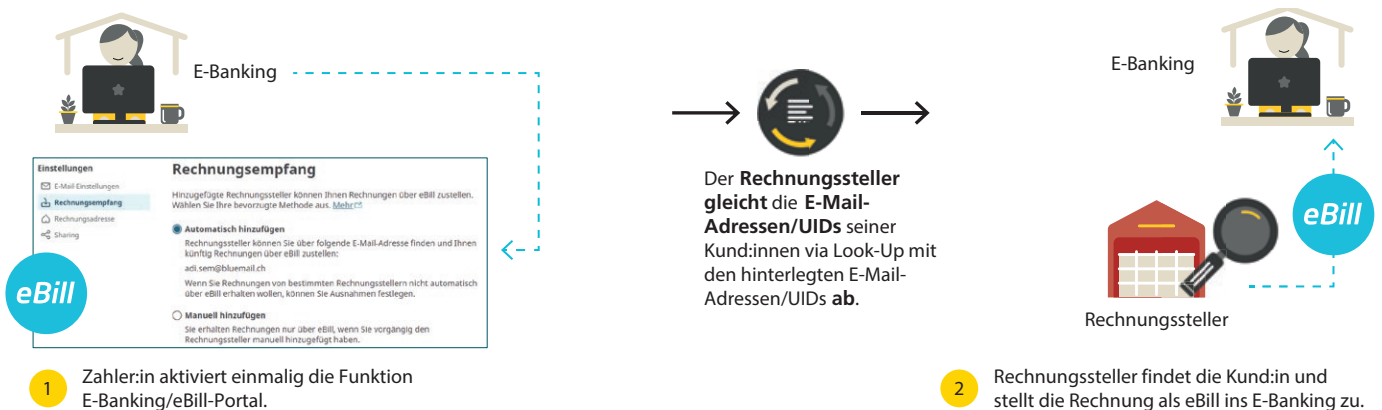 E-Banking
Einstellungen
E-Mail Einstellungen
Rechnungsempfang
Rechnungsadresse
Sharing
eBill
Rechnungsempfang
Hinzugefügte Rechnungssteller können Ihnen Rechnungen über eBill zustellen.
Wählen Sie Ihre bevorzugte Methode aus. Mehr
Automatisch hinzufügen
Rechnungssteller können Sie über folgende E-Mail-Adresse finden und Ihnen
künftig Rechnungen über eBill zustellen:
adi.sem@bluemail.ch
Wenn Sie Rechnungen von bestimmten Rechnungsstellern nicht automatisch
über eBill erhalten wollen, können Sie Ausnahmen festlegen.
Manuell hinzufügen
Sie erhalten Rechnungen nur über eBill, wenn Sie vorgängig den
Rechnungssteller manuell hinzugefügt haben.
1
Zahler:in aktiviert einmalig die Funktion
E-Banking/eBill-Portal.
Der Rechnungssteller
gleicht die E-Mail-
Adressen/UIDs seiner
Kund:innen via Look-Up mit
den hinterlegten E-Mail-
Adressen/UIDs ab.
E-Banking
eBill
Rechnungssteller
2
Rechnungssteller findet die Kund:in und
stellt die Rechnung als eBill ins E-Banking zu.